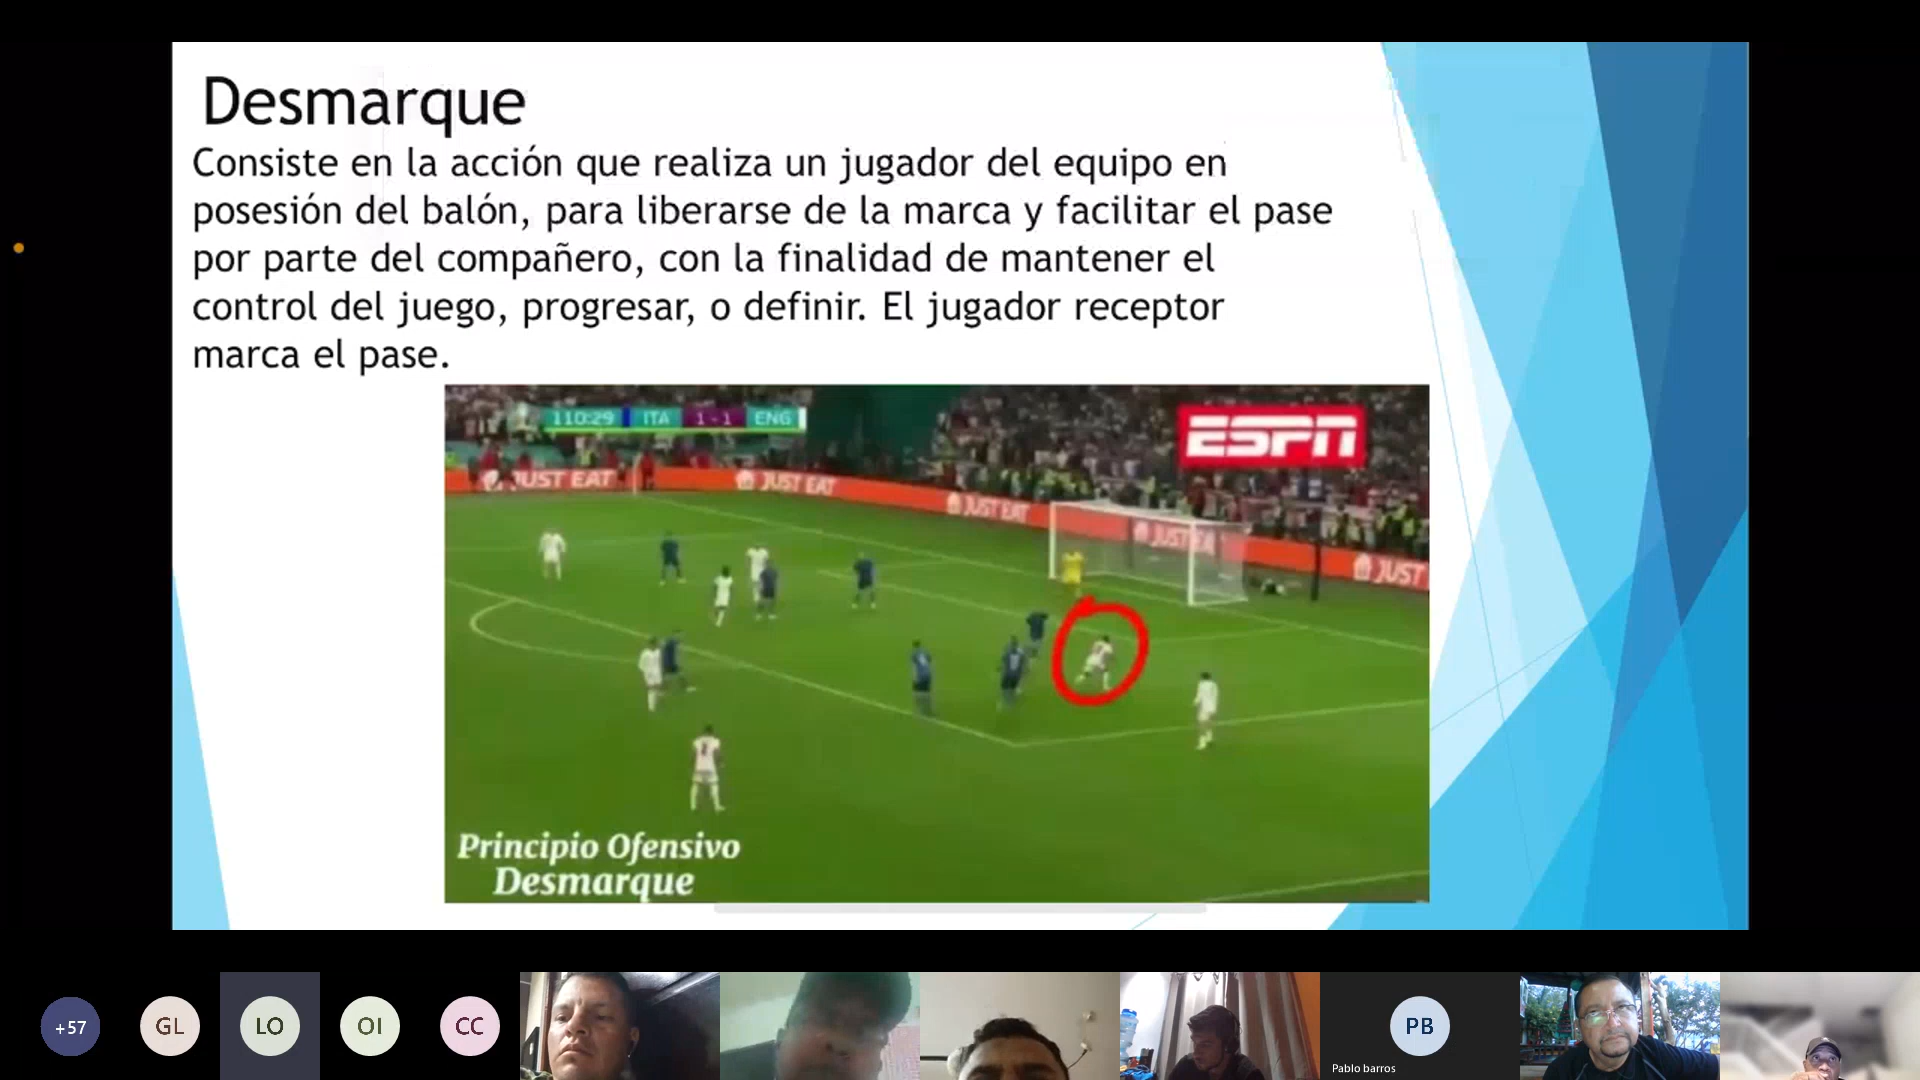 Desmarque
Consiste en la acción que realiza un jugador del equipo en
posesión del balón, para liberarse de la marca y facilitar el pase
por parte del compañero, con la finalidad de mantener el
control del juego, progresar, o definir. El jugador receptor
marca el pase.
110:29 ITA 1 - 1 ENG
ESPN
JUST EAT
JUST EAT
JUST EAT
JUST EAT
JUST
Principio Ofensivo
Desmarque
+57
GL
LO
OI
CC
PB
Pablo barros